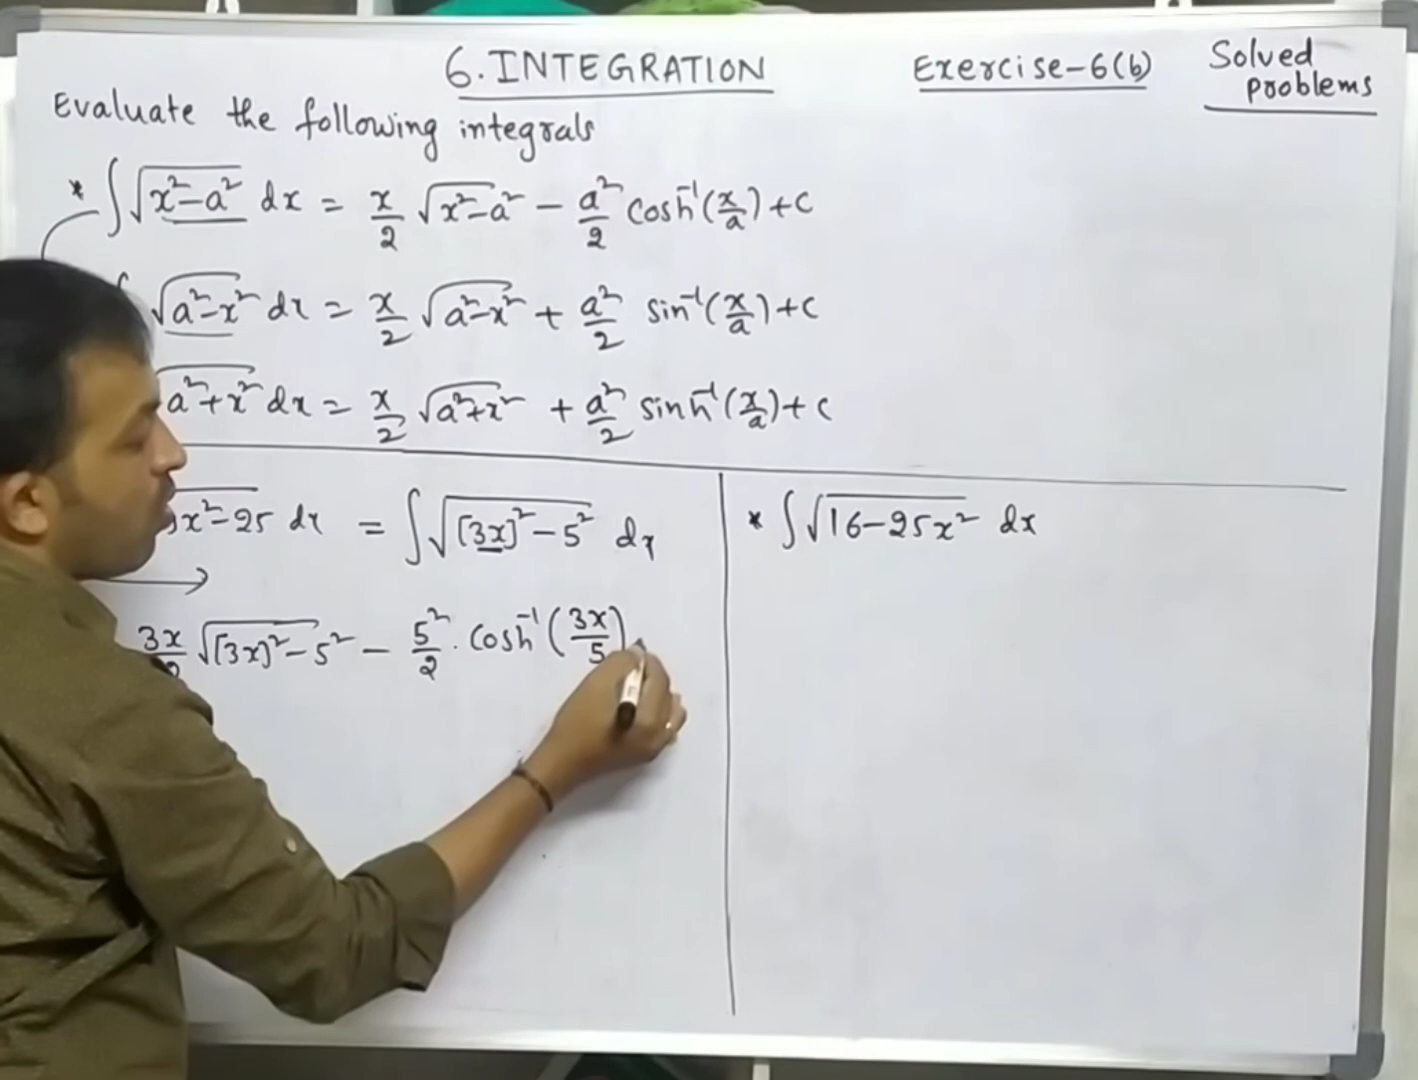 6. INTEGRATION
Exercise-6(b)
Solved problems
Evaluate the following integrals
* ∫√(x²-a²) dx = x/2 √(x²-a²) - a²/2 cosh⁻¹(x/a)+c
√(a²-x²) dx = x/2 √(a²-x²) + a²/2 sin⁻¹(x/a)+c
a²+x² dx = x/2 √(a²+x²) + a²/2 sinh⁻¹(x/a)+c
x²-25 dx = ∫√([3x]²-5²) dx
* ∫√(16-25x²) dx
3x/2 √([3x]²-5²) - 5²/2 . cosh⁻¹(3x/5)